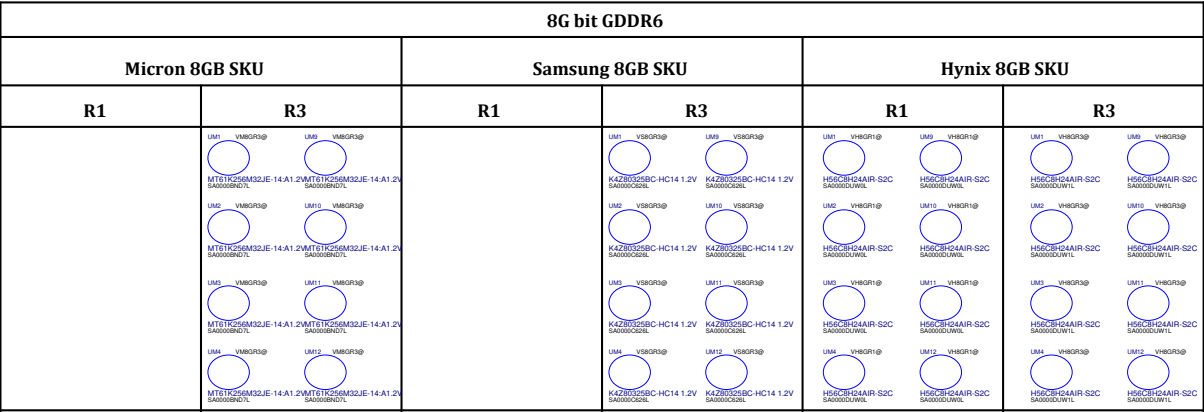 8G bit GDDR6
Micron 8GB SKU Samsung 8GB SKU Hynix 8GB SKU
R1 R3 R1 R3 R1 R3
UM1 VM8GR3@ UM9 VM8GR3@ UM1 VS8GR3@ UM9 VS8GR3@ UM1 VH8GR1@ UM9 VH8GR1@ UM1 VH8GR3@ UM9 VH8GR3@
MT61K256M32JE-14:A1.2V MT61K256M32JE-14:A1.2V K4Z80325BC-HC14 1.2V K4Z80325BC-HC14 1.2V H56C8H24AIR-S2C H56C8H24AIR-S2C H56C8H24AIR-S2C H56C8H24AIR-S2C
SA0000BND7L SA0000BND7L SA0000C626L SA0000C626L SA0000DUW0L SA0000DUW0L SA0000DUW1L SA0000DUW1L
UM2 VM8GR3@ UM10 VM8GR3@ UM2 VS8GR3@ UM10 VS8GR3@ UM2 VH8GR1@ UM10 VH8GR1@ UM2 VH8GR3@ UM10 VH8GR3@
MT61K256M32JE-14:A1.2V MT61K256M32JE-14:A1.2V K4Z80325BC-HC14 1.2V K4Z80325BC-HC14 1.2V H56C8H24AIR-S2C H56C8H24AIR-S2C H56C8H24AIR-S2C H56C8H24AIR-S2C
SA0000BND7L SA0000BND7L SA0000C626L SA0000C626L SA0000DUW0L SA0000DUW0L SA0000DUW1L SA0000DUW1L
UM3 VM8GR3@ UM11 VM8GR3@ UM3 VS8GR3@ UM11 VS8GR3@ UM3 VH8GR1@ UM11 VH8GR1@ UM3 VH8GR3@ UM11 VH8GR3@
MT61K256M32JE-14:A1.2V MT61K256M32JE-14:A1.2V K4Z80325BC-HC14 1.2V K4Z80325BC-HC14 1.2V H56C8H24AIR-S2C H56C8H24AIR-S2C H56C8H24AIR-S2C H56C8H24AIR-S2C
SA0000BND7L SA0000BND7L SA0000C626L SA0000C626L SA0000DUW0L SA0000DUW0L SA0000DUW1L SA0000DUW1L
UM4 VM8GR3@ UM12 VM8GR3@ UM4 VS8GR3@ UM12 VS8GR3@ UM4 VH8GR1@ UM12 VH8GR1@ UM4 VH8GR3@ UM12 VH8GR3@
MT61K256M32JE-14:A1.2V MT61K256M32JE-14:A1.2V K4Z80325BC-HC14 1.2V K4Z80325BC-HC14 1.2V H56C8H24AIR-S2C H56C8H24AIR-S2C H56C8H24AIR-S2C H56C8H24AIR-S2C
SA0000BND7L SA0000BND7L SA0000C626L SA0000C626L SA0000DUW0L SA0000DUW0L SA0000DUW1L SA0000DUW1L